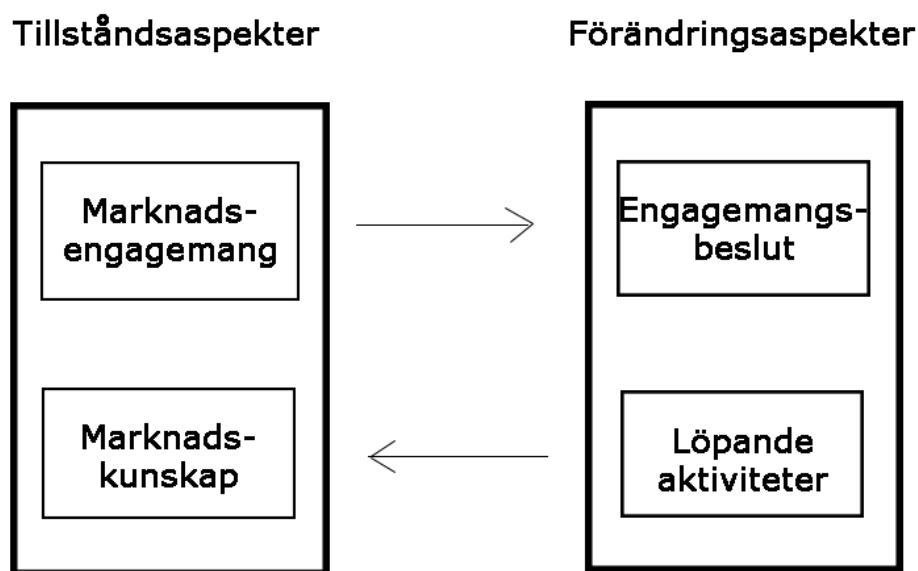 Tillståndsaspekter
Förändringsaspekter
Marknads-
engagemang
Engagemangs-
beslut
Marknads-
kunskap
Löpande
aktiviteter